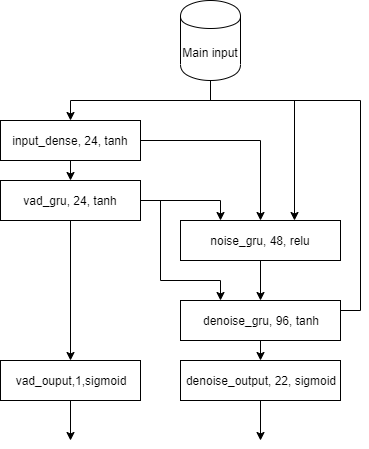 Main input
input_dense, 24, tanh
vad_gru, 24, tanh
noise_gru, 48, relu
denoise_gru, 96, tanh
vad_ouput,1,sigmoid
denoise_output, 22, sigmoid